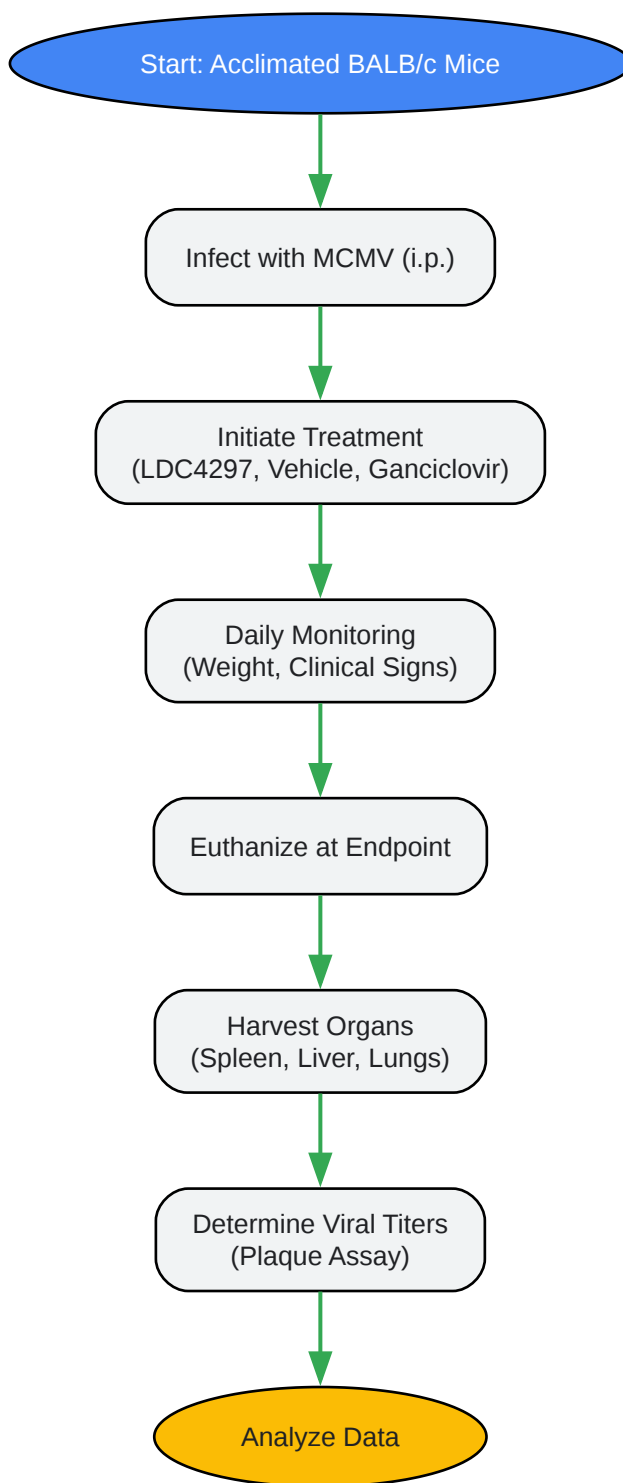 Start: Acclimated BALB/c Mice
Infect with MCMV (i.p.)
Initiate Treatment
(LDC4297, Vehicle, Ganciclovir)
Daily Monitoring
(Weight, Clinical Signs)
Euthanize at Endpoint
Harvest Organs
(Spleen, Liver, Lungs)
Determine Viral Titers
(Plaque Assay)
Analyze Data